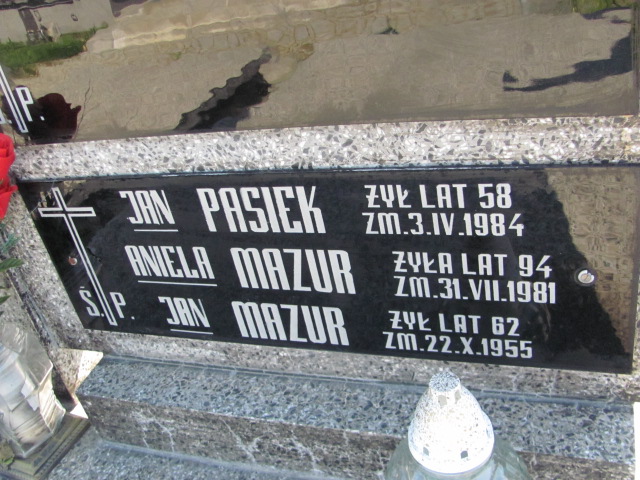 P.
JAN PASIEK ŻYŁ LAT 58
ZM. 3.IV.1984
ANIELA MAZUR ŻYŁA LAT 94
ZM. 31.VII.1981
Ś.P. JAN MAZUR ŻYŁ LAT 62
ZM. 22.X.1955